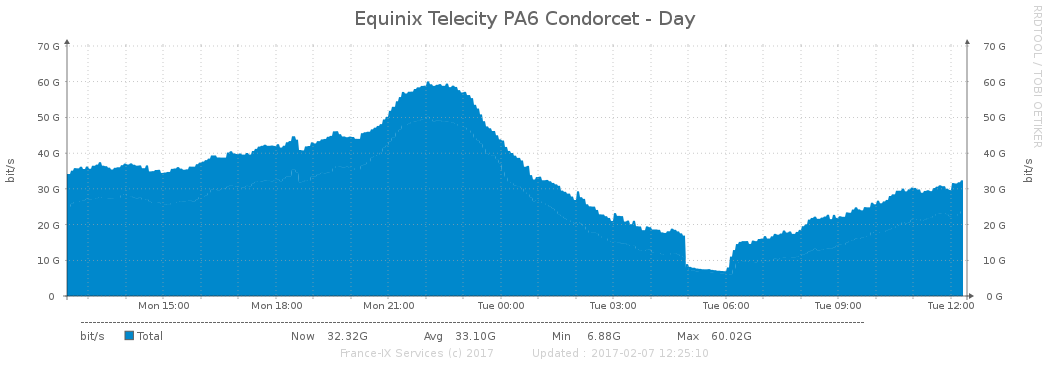 Equinix Telecity PA6 Condorcet - Day
RRDTOOL / TOBI OETIKER
bit/s
70 G
60 G
50 G
40 G
30 G
20 G
10 G
0
70 G
60 G
50 G
40 G
30 G
20 G
10 G
0 G
bit/s
Mon 15:00 Mon 18:00 Mon 21:00 Tue 00:00 Tue 03:00 Tue 06:00 Tue 09:00 Tue 12:00
bit/s Total Now 32.32G Avg 33.10G Min 6.88G Max 60.02G
France-IX Services (c) 2017 Updated : 2017-02-07 12:25:10